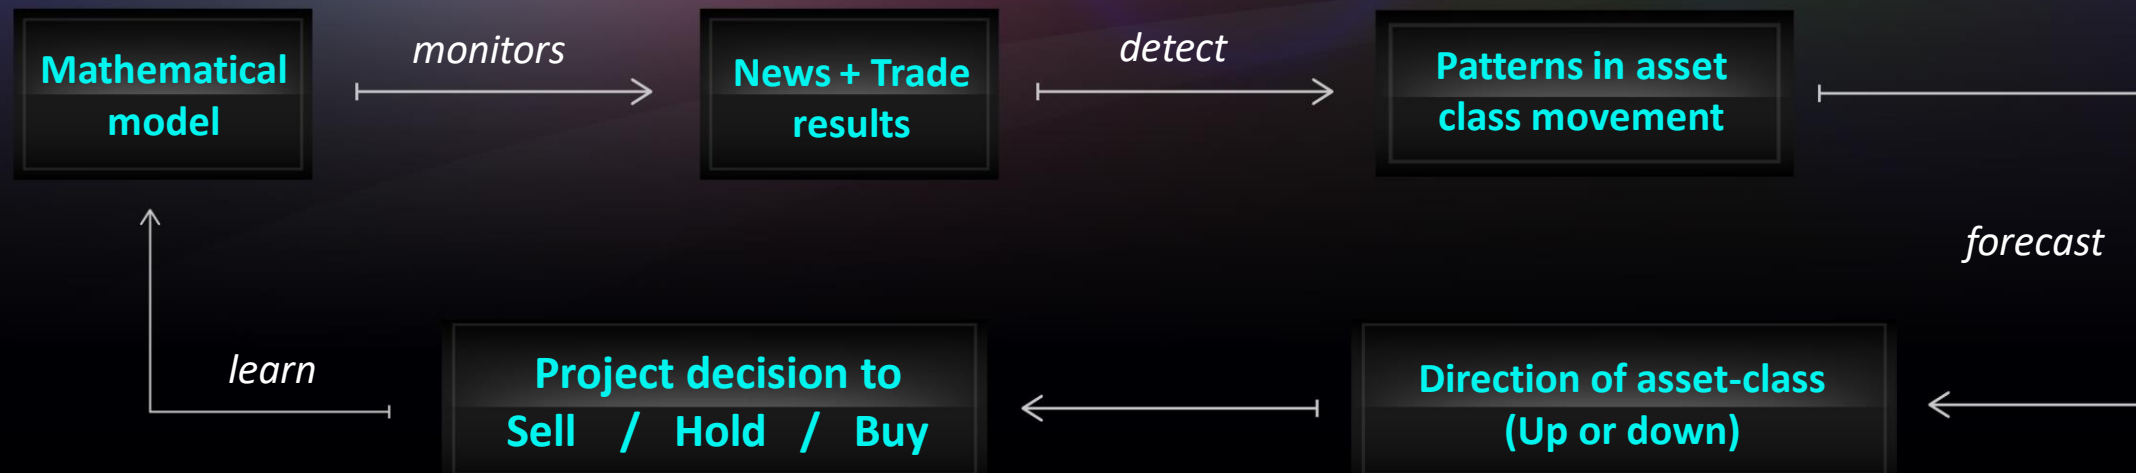 Mathematical
model
monitors
News + Trade
results
detect
Patterns in asset
class movement
forecast
Direction of asset-class
(Up or down)
Project decision to
Sell / Hold / Buy
learn